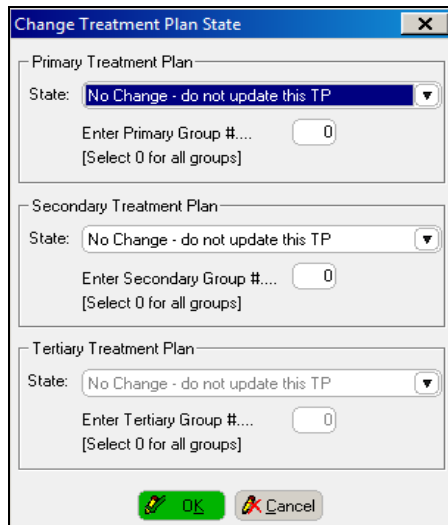 Change Treatment Plan State
Primary Treatment Plan
State: No Change - do not update this TP
Enter Primary Group #.... 0
[Select 0 for all groups]
Secondary Treatment Plan
State: No Change - do not update this TP
Enter Secondary Group #.... 0
[Select 0 for all groups]
Tertiary Treatment Plan
State: No Change - do not update this TP
Enter Tertiary Group #.... 0
[Select 0 for all groups]
OK Cancel